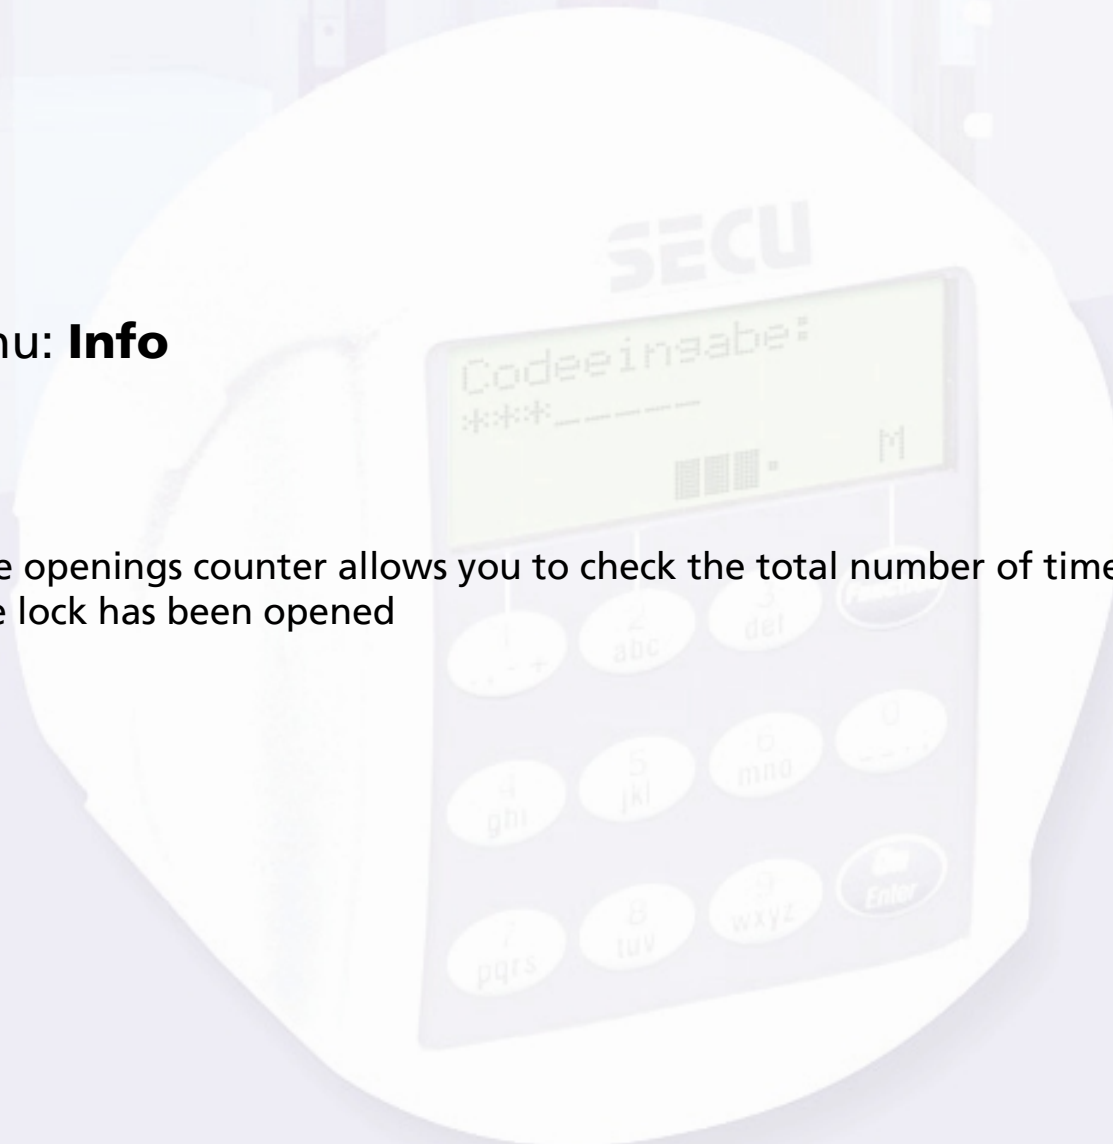 SECU
nu: Info
Codeeingabe:
***_____
M
e openings counter allows you to check the total number of time
e lock has been opened
1 2 3
. , - + abc def
4 5 6 0
ghi jkl mno
7 8 9
pqrs tuv wxyz Enter